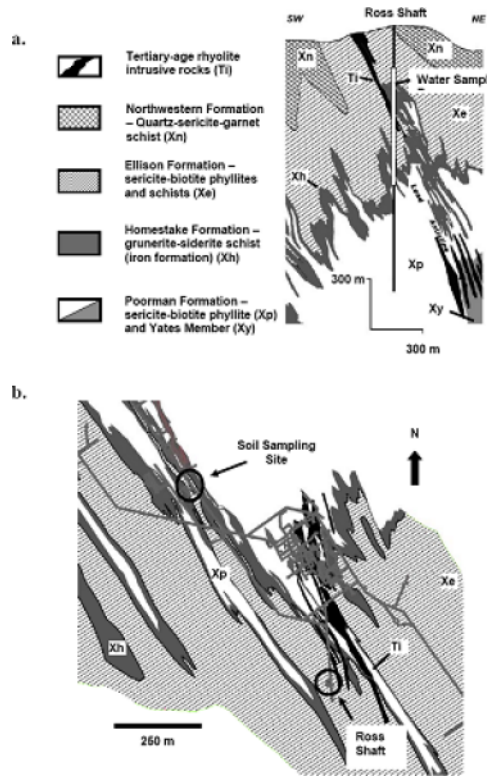 a.
Tertiary-age rhyolite
intrusive rocks (Ti)
Northwestern Formation
– Quartz-sericite-garnet
schist (Xn)
Ellison Formation –
sericite-biotite phyllites
and schists (Xe)
Homestake Formation –
grunerite-siderite schist
(iron formation) (Xh)
Poorman Formation –
sericite-biotite phyllite (Xp)
and Yates Member (Xy)
SW
Ross Shaft
NE
Xn
Xn
Ti
Water Sampl
Xe
Xh
300 m
Xp
Xy
300 m
b.
Soil Sampling
Site
N
Xp
Xe
Xh
Ti
250 m
Ross
Shaft